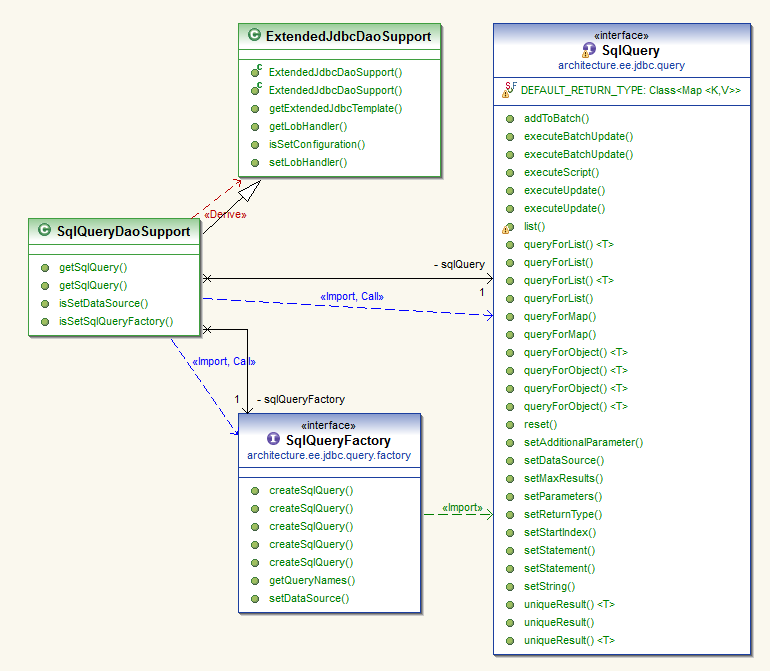 ExtendedJdbcDaoSupport
ExtendedJdbcDaoSupport()
ExtendedJdbcDaoSupport()
getExtendedJdbcTemplate()
getLobHandler()
isSetConfiguration()
setLobHandler()
«Derive»
SqlQueryDaoSupport
getSqlQuery()
getSqlQuery()
isSetDataSource()
isSetSqlQueryFactory()
- sqlQuery
1
«Import, Call»
«Import, Call»
1
- sqlQueryFactory
«interface»
SqlQueryFactory
architecture.ee.jdbc.query.factory
createSqlQuery()
createSqlQuery()
createSqlQuery()
createSqlQuery()
createSqlQuery()
getQueryNames()
setDataSource()
«Import»
«interface»
SqlQuery
architecture.ee.jdbc.query
DEFAULT_RETURN_TYPE: Class<Map <K,V>>
addToBatch()
executeBatchUpdate()
executeBatchUpdate()
executeScript()
executeUpdate()
executeUpdate()
list()
queryForList() <T>
queryForList()
queryForList() <T>
queryForList()
queryForMap()
queryForMap()
queryForObject() <T>
queryForObject() <T>
queryForObject() <T>
queryForObject() <T>
reset()
setAdditionalParameter()
setDataSource()
setMaxResults()
setParameters()
setReturnType()
setStartIndex()
setStatement()
setStatement()
setString()
uniqueResult() <T>
uniqueResult()
uniqueResult() <T>